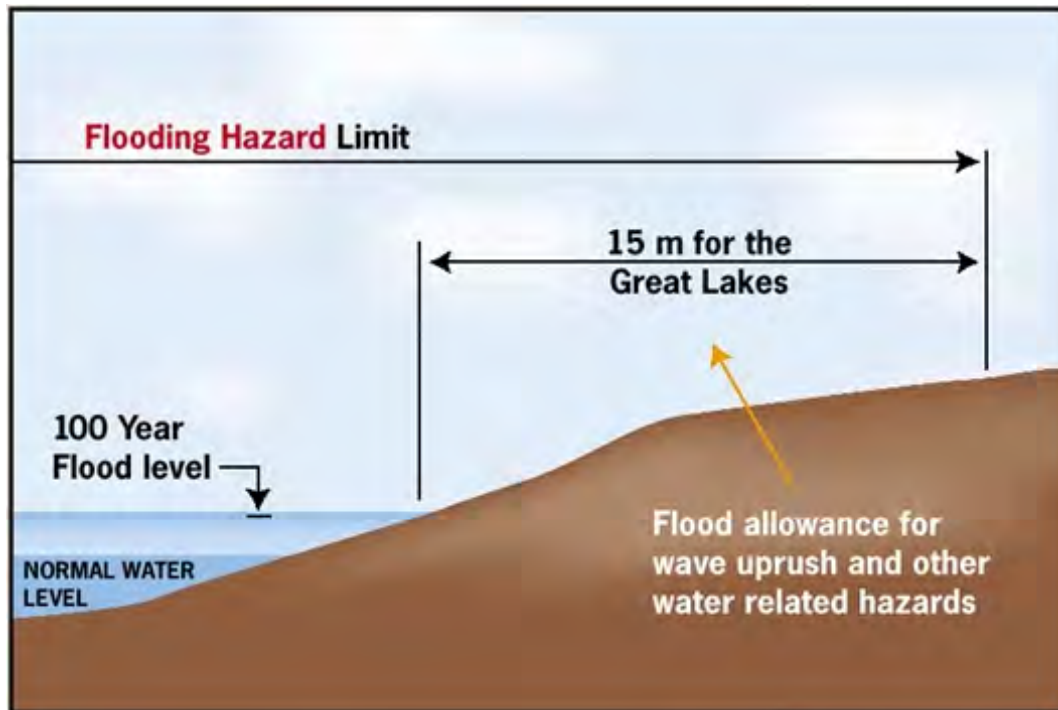 Flooding Hazard Limit
15 m for the
Great Lakes
100 Year
Flood level
NORMAL WATER
LEVEL
Flood allowance for
wave uprush and other
water related hazards